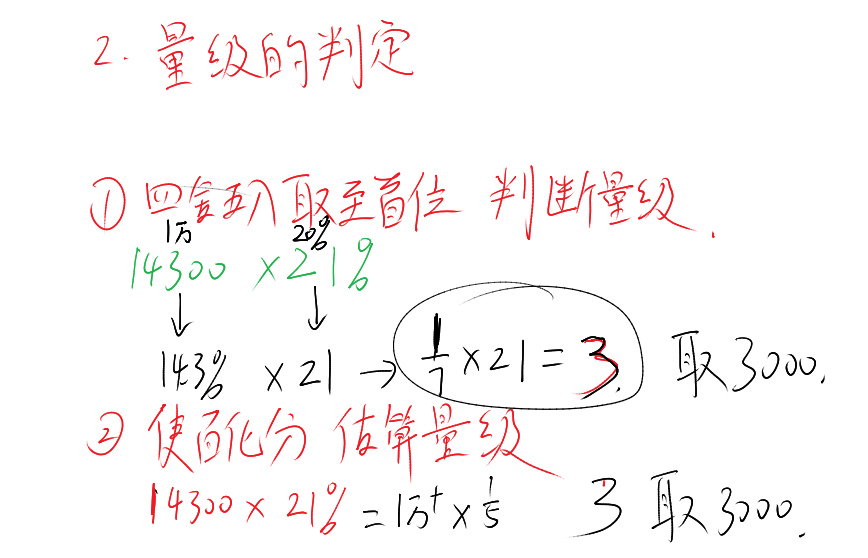 2. 量级的判定
① 四舍五入取至首位 判断量级.
1万 20%
14300 ×21%
↓ ↓
14.3% ×21 → 1/7 ×21 = 3. 取3000.
② 使百化分 估算量级
14300 × 21% = 1万+ × 1/5 3 取3000.